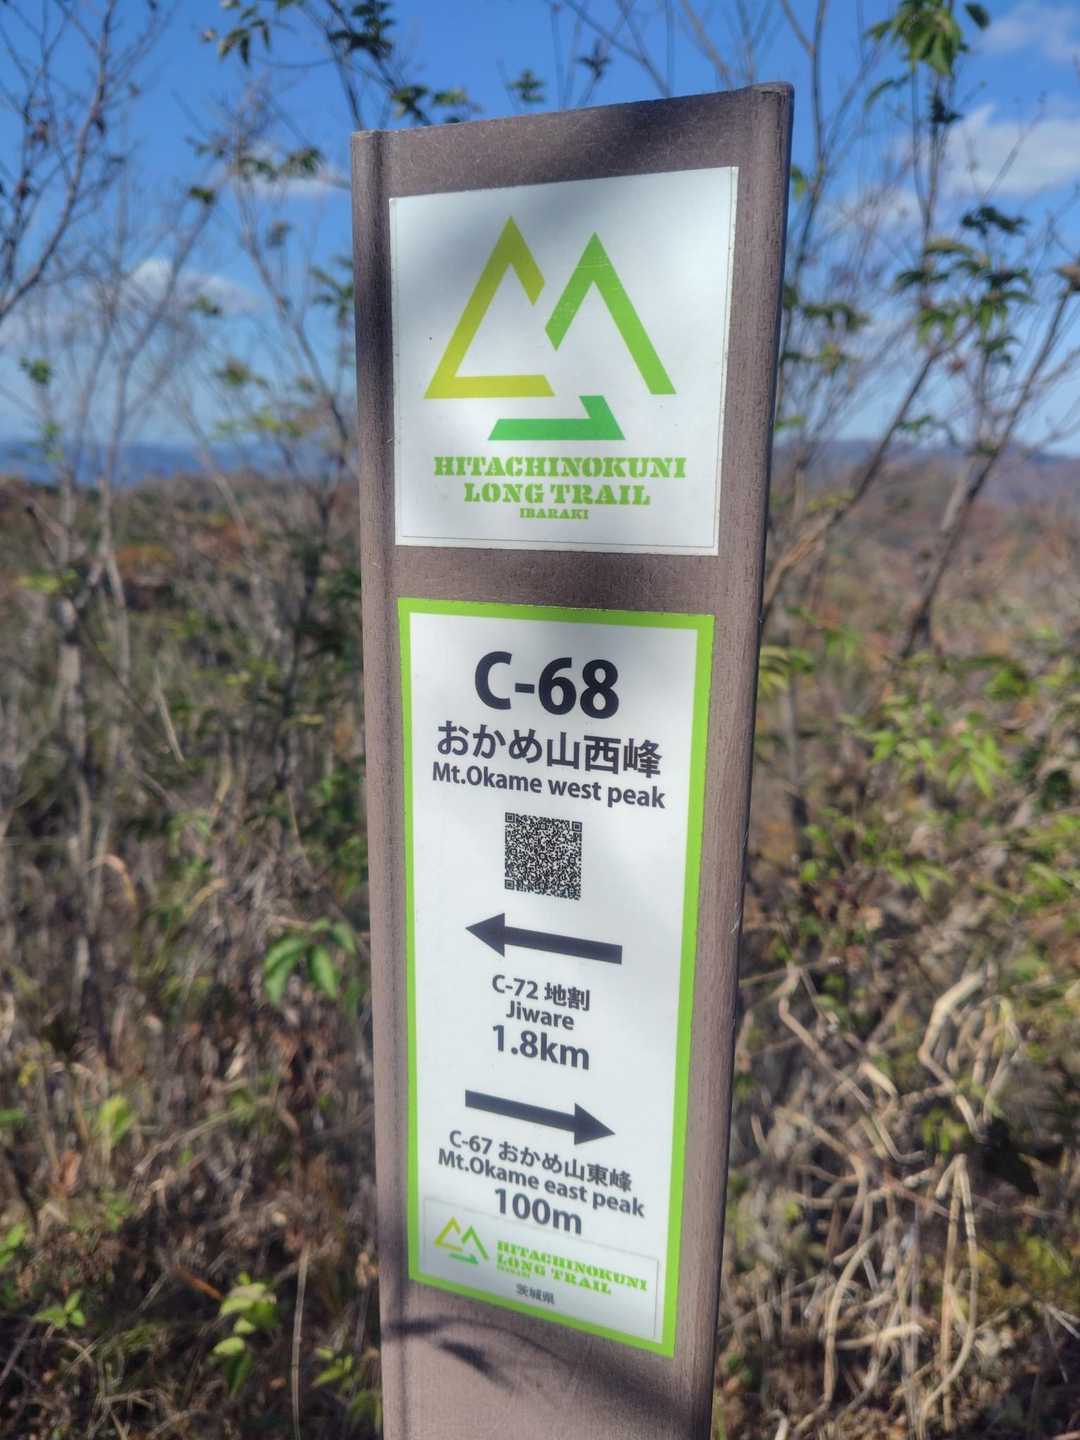 HITACHINOKUNI
LONG TRAIL
IBARAKI
C-68
おかめ山西峰
Mt.Okame west peak
C-72 地割
Jiware
1.8km
C-67 おかめ山東峰
Mt.Okame east peak
100m
HITACHINOKUNI
LONG TRAIL
IBARAKI
茨城県